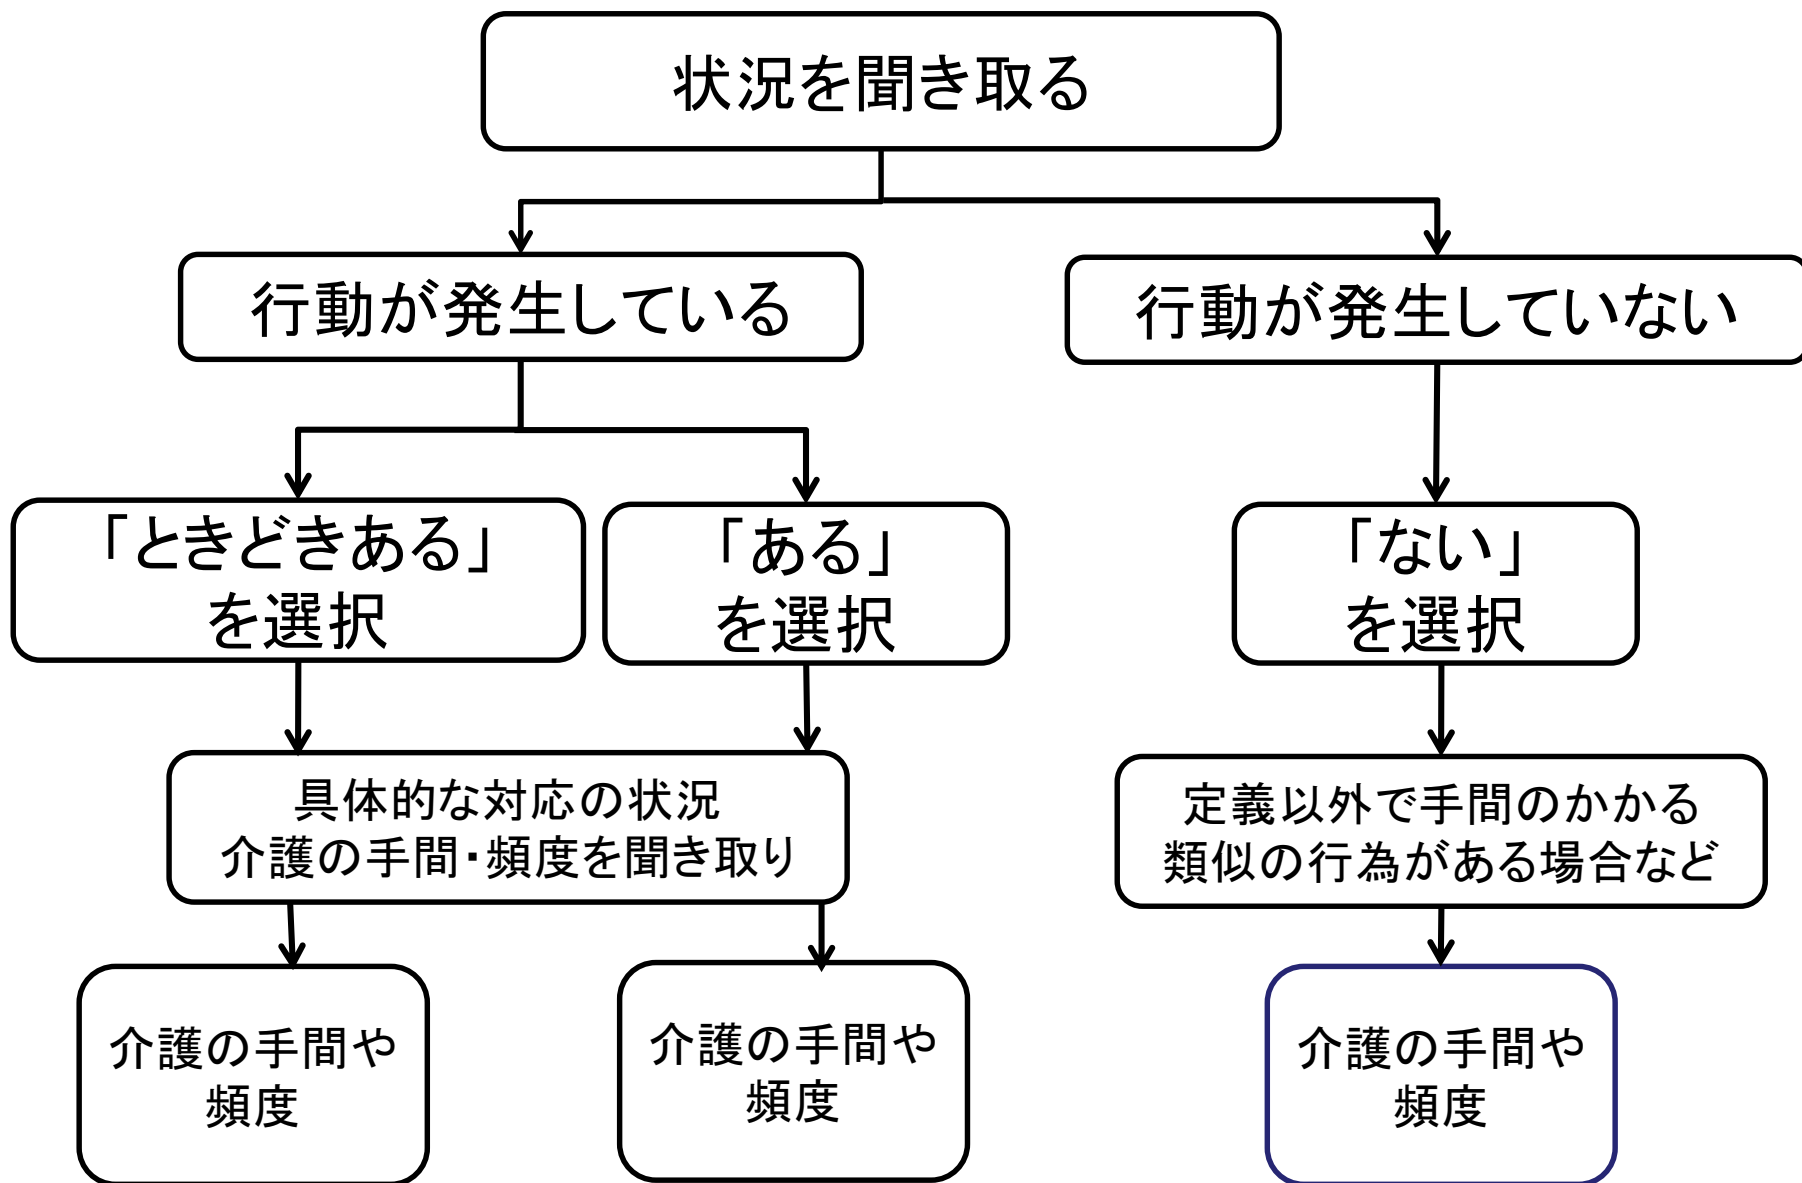 状況を聞き取る
行動が発生している
行動が発生していない
「ときどきある」
を選択
「ある」
を選択
「ない」
を選択
具体的な対応の状況
介護の手間・頻度を聞き取り
定義以外で手間のかかる
類似の行為がある場合など
介護の手間や
頻度
介護の手間や
頻度
介護の手間や
頻度